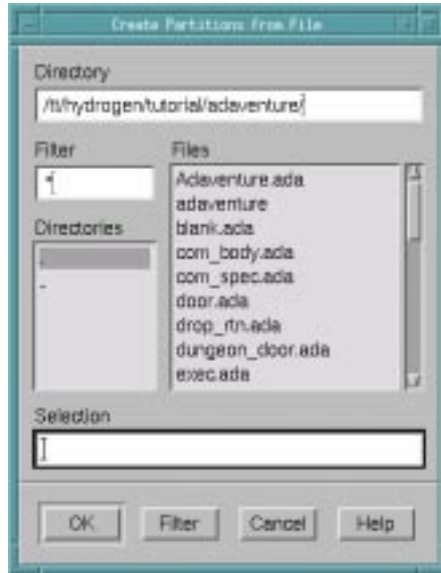 Create Partitions from File
Directory
/tt/hydrogen/tutorial/adaventure/
Filter
Files
*
Adaventure.ada
adaventure
blank.ada
com_body.ada
com_spec.ada
door.ada
drop_rtn.ada
dungeon_door.ada
exec.ada
Directories
.
..
Selection
OK
Filter
Cancel
Help